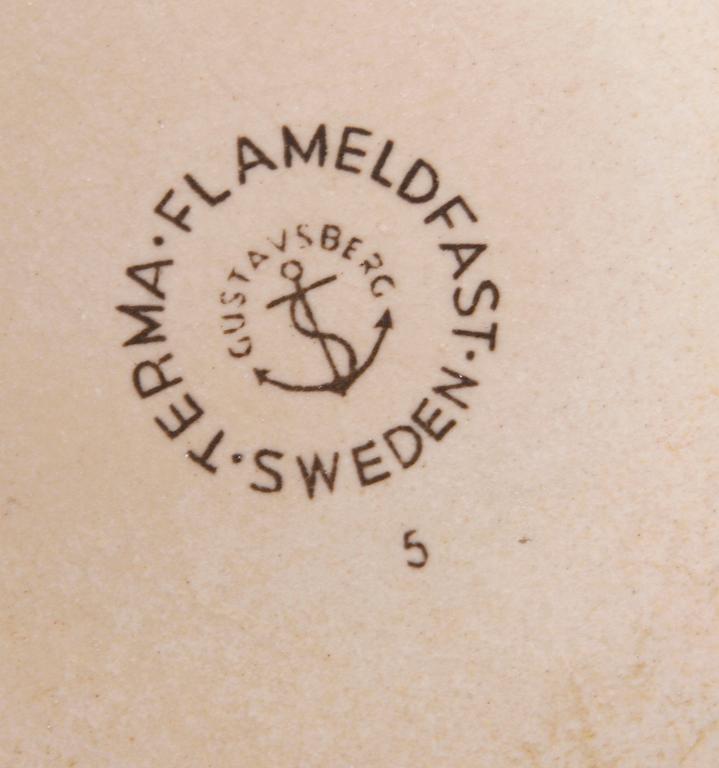 TERMA · FLAMELDFAST · SWEDEN ·
GUSTAVSBERG
5